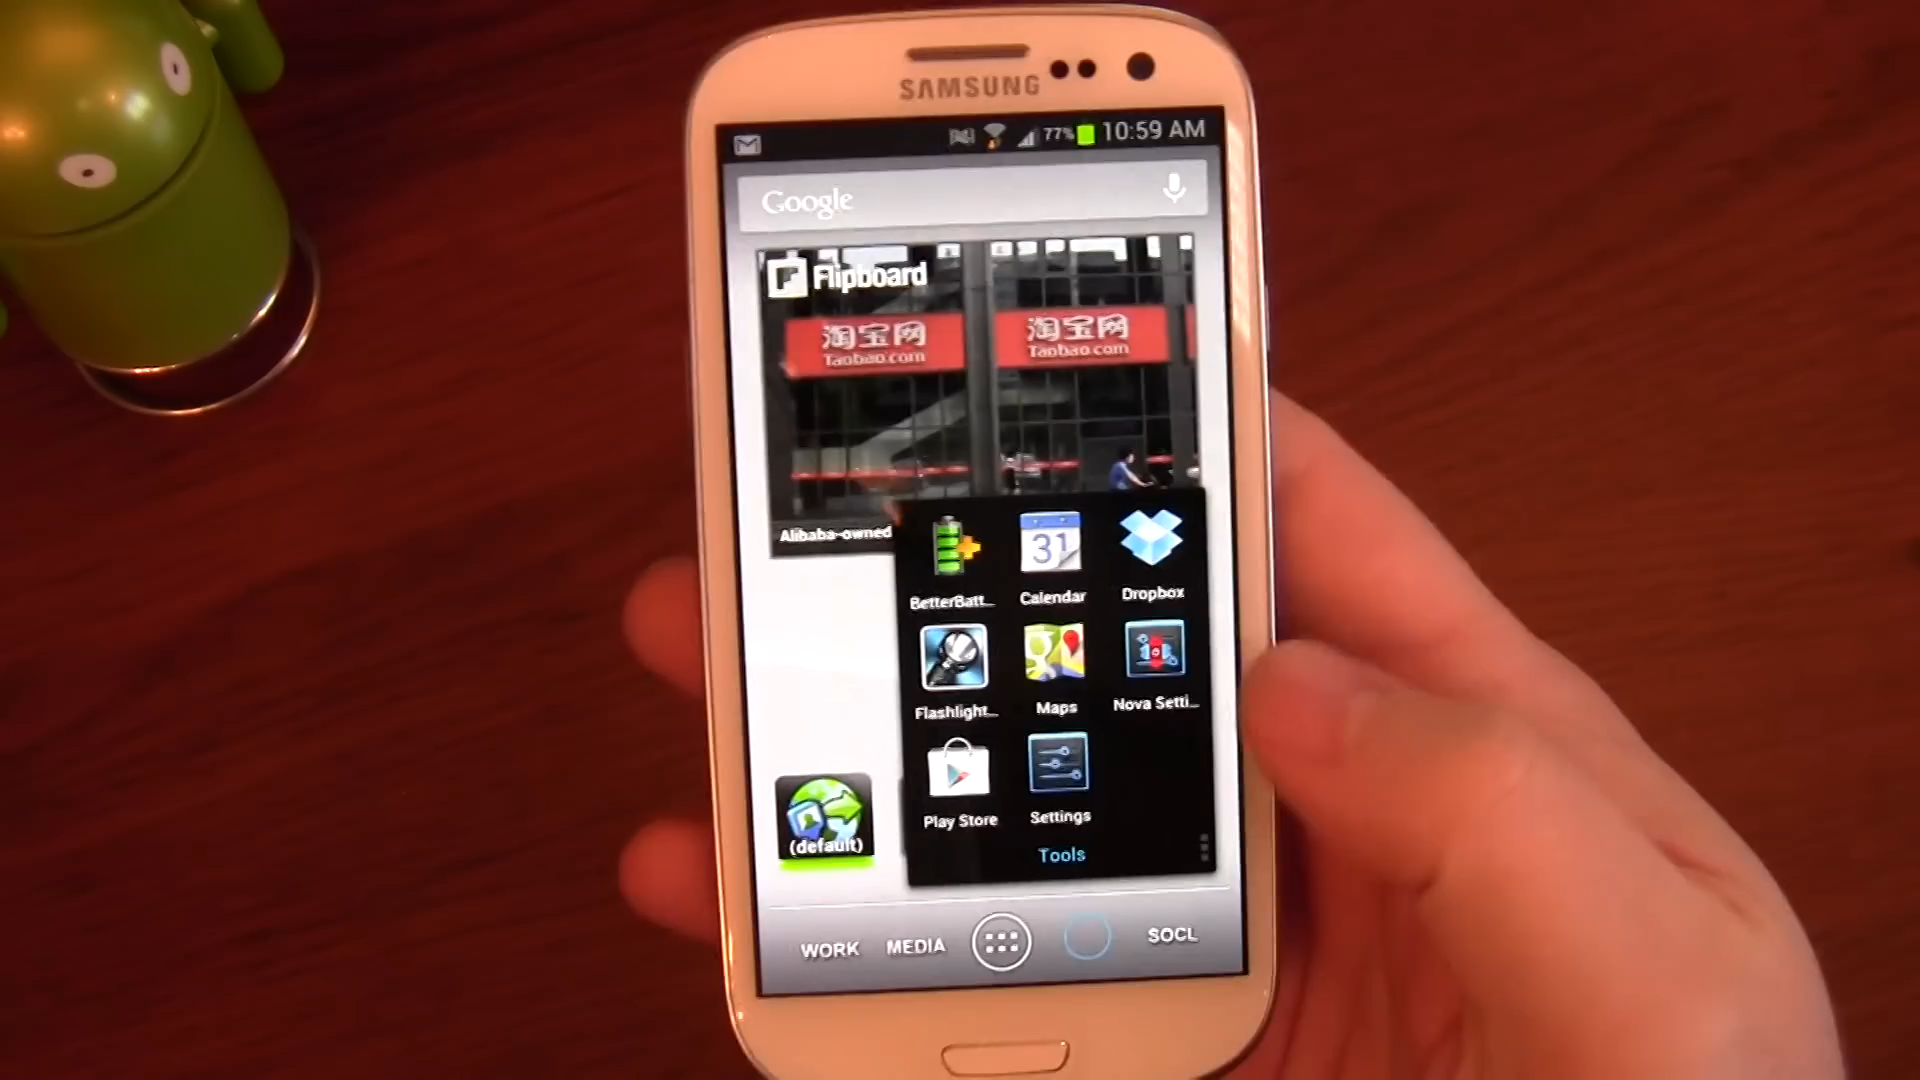 SAMSUNG
77% 10:59 AM
Google
Flipboard
淘宝网 淘宝网
Taobao.com Taobao.com
Alibaba-owned
31
BetterBatt... Calendar Dropbox
Flashlight... Maps Nova Setti...
Play Store Settings
(default)
Tools
WORK MEDIA SOCL